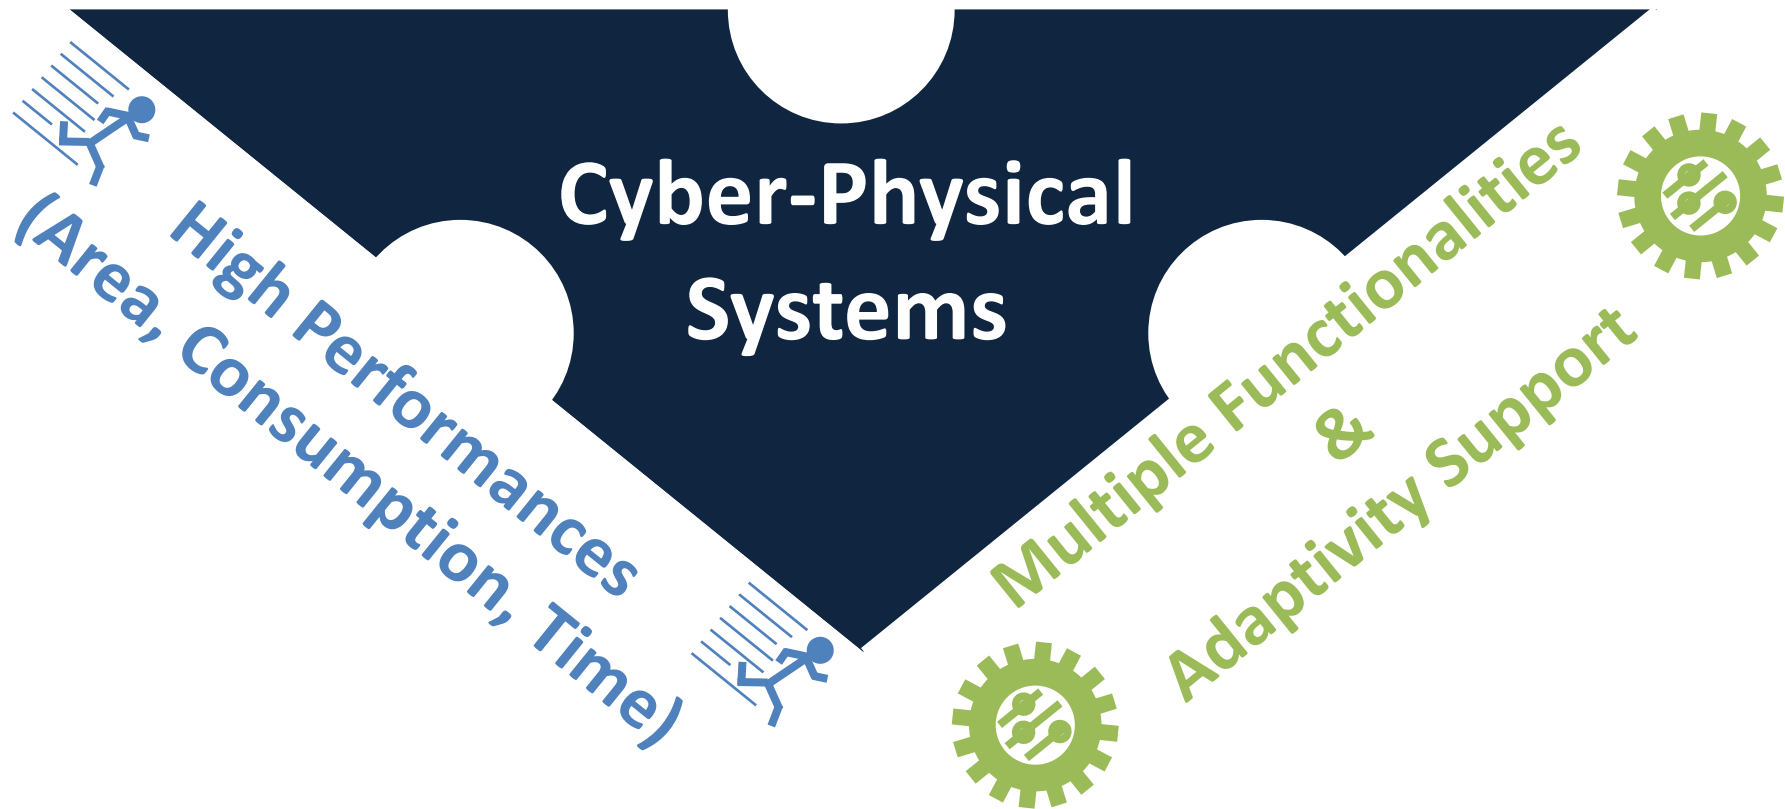 Cyber-Physical
Systems
High Performances
(Area, Consumption, Time)
Multiple Functionalities
&
Adaptivity Support